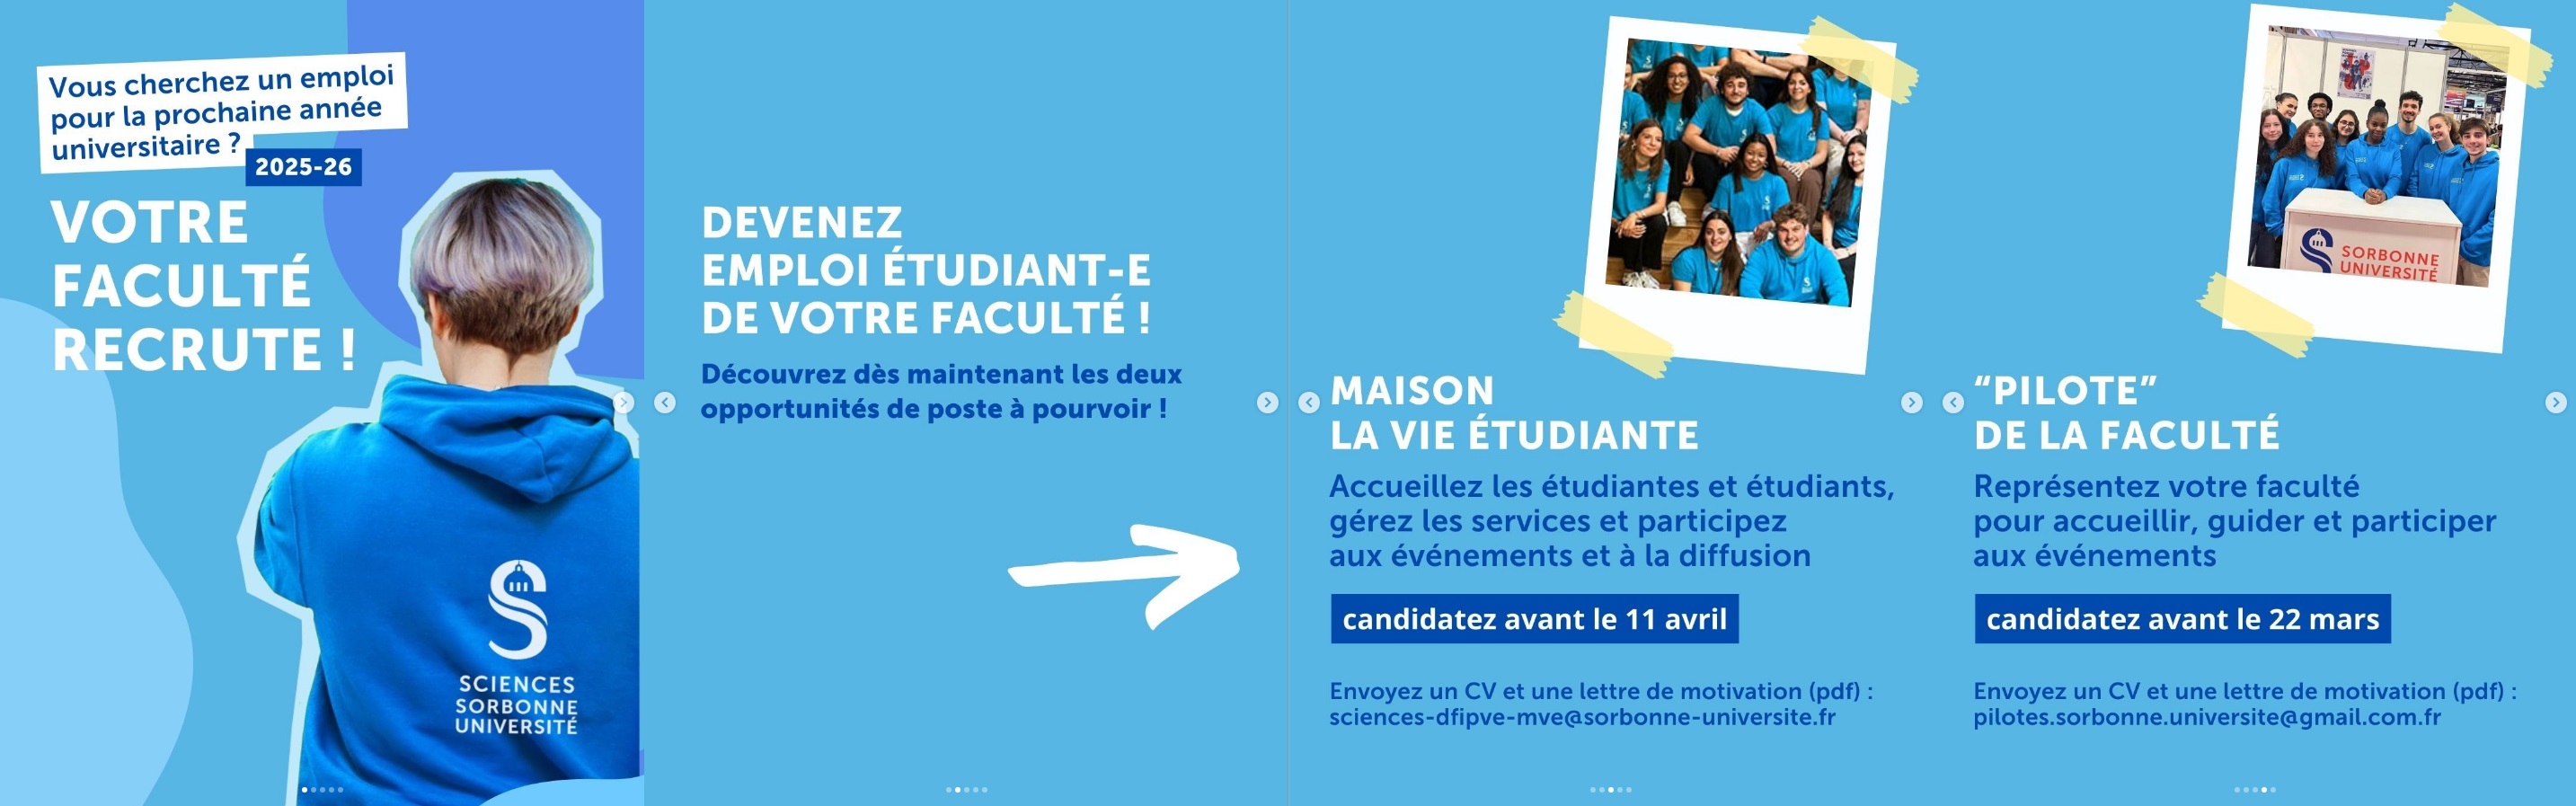 Vous cherchez un emploi
pour la prochaine année
universitaire ?
2025-26
VOTRE
FACULTÉ
RECRUTE !
SCIENCES
SORBONNE
UNIVERSITÉ
DEVENEZ
EMPLOI ÉTUDIANT-E
DE VOTRE FACULTÉ !
Découvrez dès maintenant les deux
opportunités de poste à pourvoir !
MAISON
LA VIE ÉTUDIANTE
Accueillez les étudiantes et étudiants,
gérez les services et participez
aux événements et à la diffusion
candidatez avant le 11 avril
Envoyez un CV et une lettre de motivation (pdf) :
sciences-dfipve-mve@sorbonne-universite.fr
SORBONNE
UNIVERSITÉ
“PILOTE”
DE LA FACULTÉ
Représentez votre faculté
pour accueillir, guider et participer
aux événements
candidatez avant le 22 mars
Envoyez un CV et une lettre de motivation (pdf) :
pilotes.sorbonne.universite@gmail.com.fr